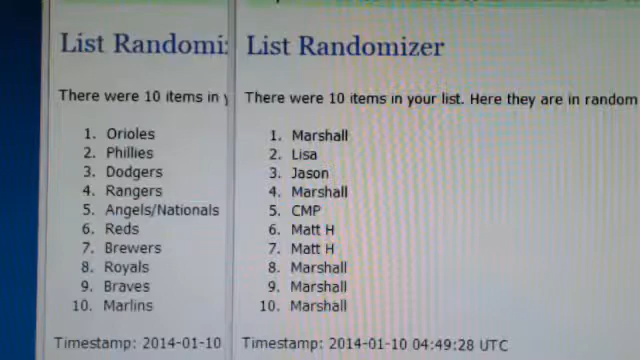 List Randomi
There were 10 items in y
1. Orioles
2. Phillies
3. Dodgers
4. Rangers
5. Angels/Nationals
6. Reds
7. Brewers
8. Royals
9. Braves
10. Marlins
Timestamp: 2014-01-10
List Randomizer
There were 10 items in your list. Here they are in random
1. Marshall
2. Lisa
3. Jason
4. Marshall
5. CMP
6. Matt H
7. Matt H
8. Marshall
9. Marshall
10. Marshall
Timestamp: 2014-01-10 04:49:28 UTC